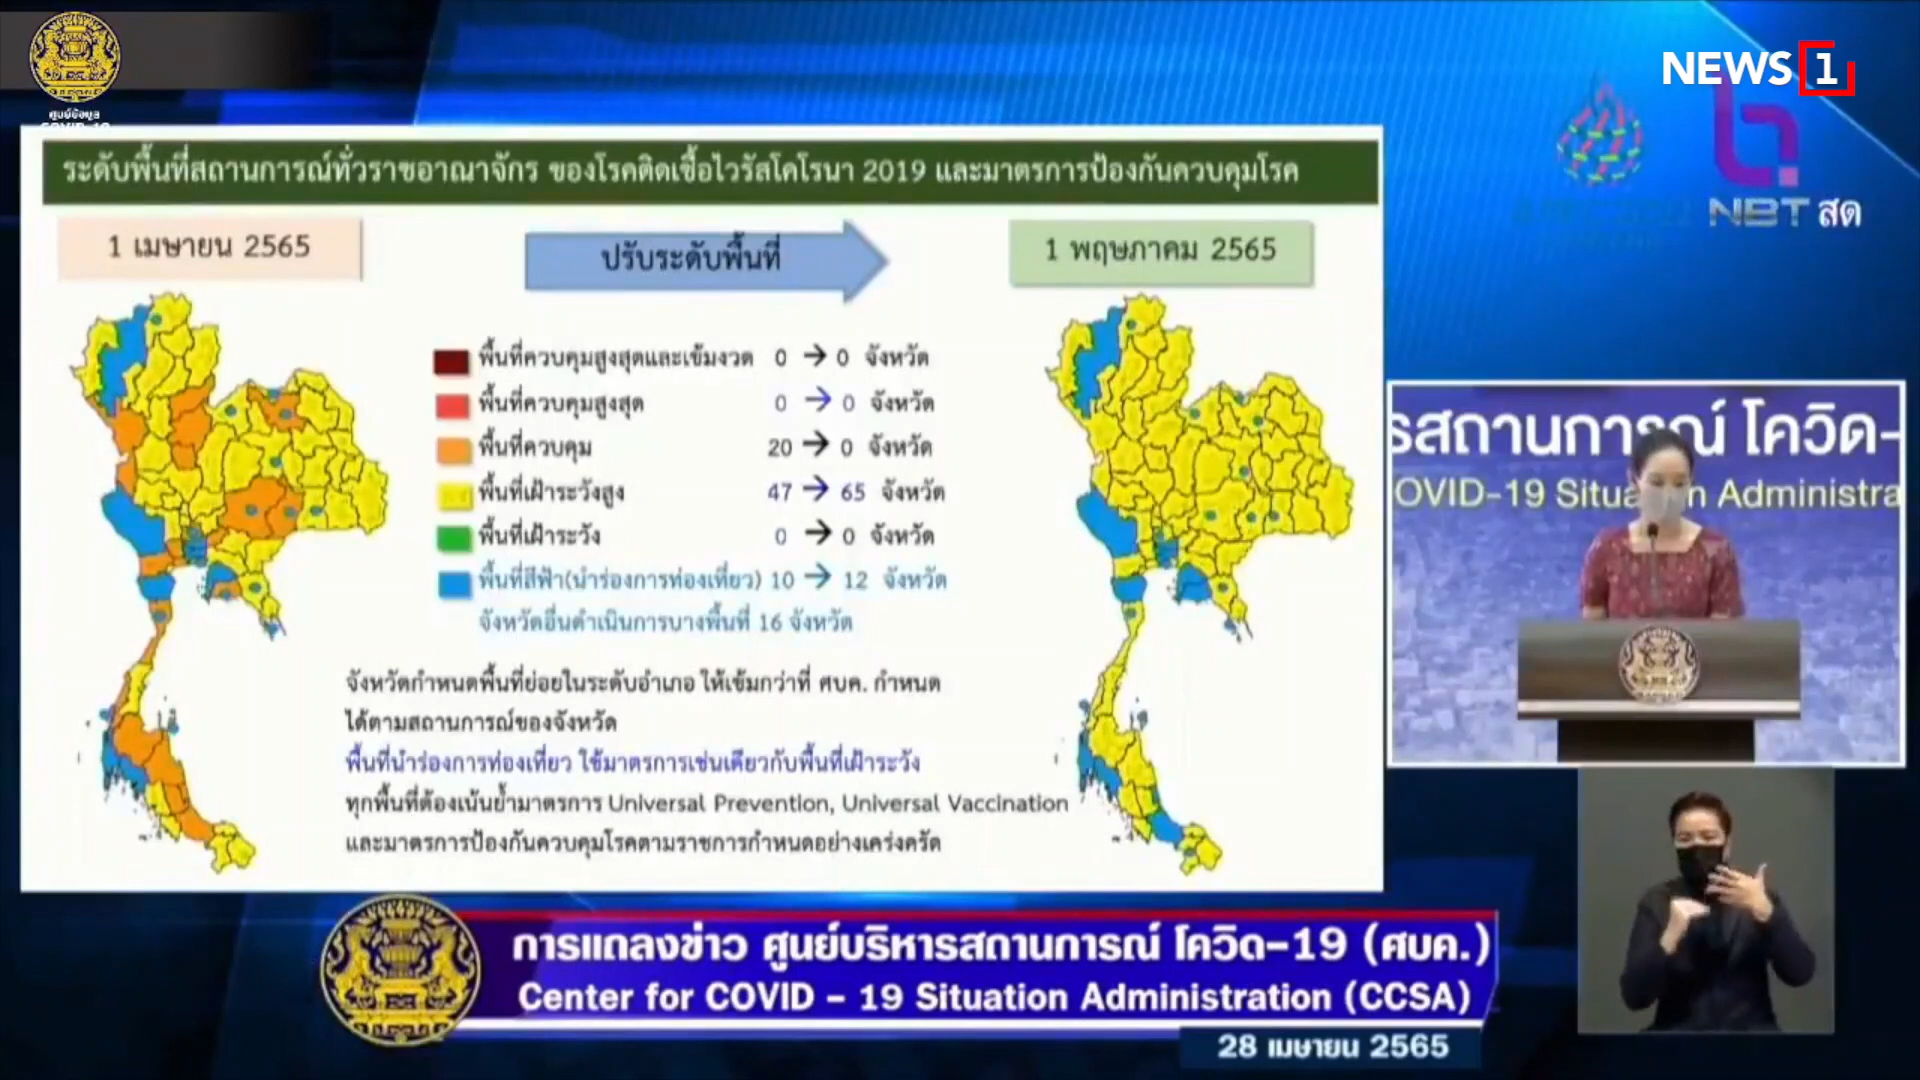 ศูนย์ข้อมูล
COVID-19
NEWS 1
NBT สด
ระดับพื้นที่สถานการณ์ทั่วราชอาณาจักร ของโรคติดเชื้อไวรัสโคโรนา 2019 และมาตรการป้องกันควบคุมโรค
1 เมษายน 2565
ปรับระดับพื้นที่
1 พฤษภาคม 2565
พื้นที่ควบคุมสูงสุดและเข้มงวด 0 → 0 จังหวัด
พื้นที่ควบคุมสูงสุด 0 → 0 จังหวัด
พื้นที่ควบคุม 20 → 0 จังหวัด
พื้นที่เฝ้าระวังสูง 47 → 65 จังหวัด
พื้นที่เฝ้าระวัง 0 → 0 จังหวัด
พื้นที่สีฟ้า(นำร่องการท่องเที่ยว) 10 → 12 จังหวัด
จังหวัดอื่นดำเนินการบางพื้นที่ 16 จังหวัด
จังหวัดกำหนดพื้นที่ย่อยในระดับอำเภอ ให้เข้มกว่าที่ ศบค. กำหนด
ได้ตามสถานการณ์ของจังหวัด
พื้นที่นำร่องการท่องเที่ยว ใช้มาตรการเช่นเดียวกับพื้นที่เฝ้าระวัง
ทุกพื้นที่ต้องเน้นย้ำมาตรการ Universal Prevention, Universal Vaccination
และมาตรการป้องกันควบคุมโรคตามราชการกำหนดอย่างเคร่งครัด
รสถานการณ์ โควิด-
OVID-19 Situation Administra
การแถลงข่าว ศูนย์บริหารสถานการณ์ โควิด-19 (ศบค.)
Center for COVID - 19 Situation Administration (CCSA)
28 เมษายน 2565